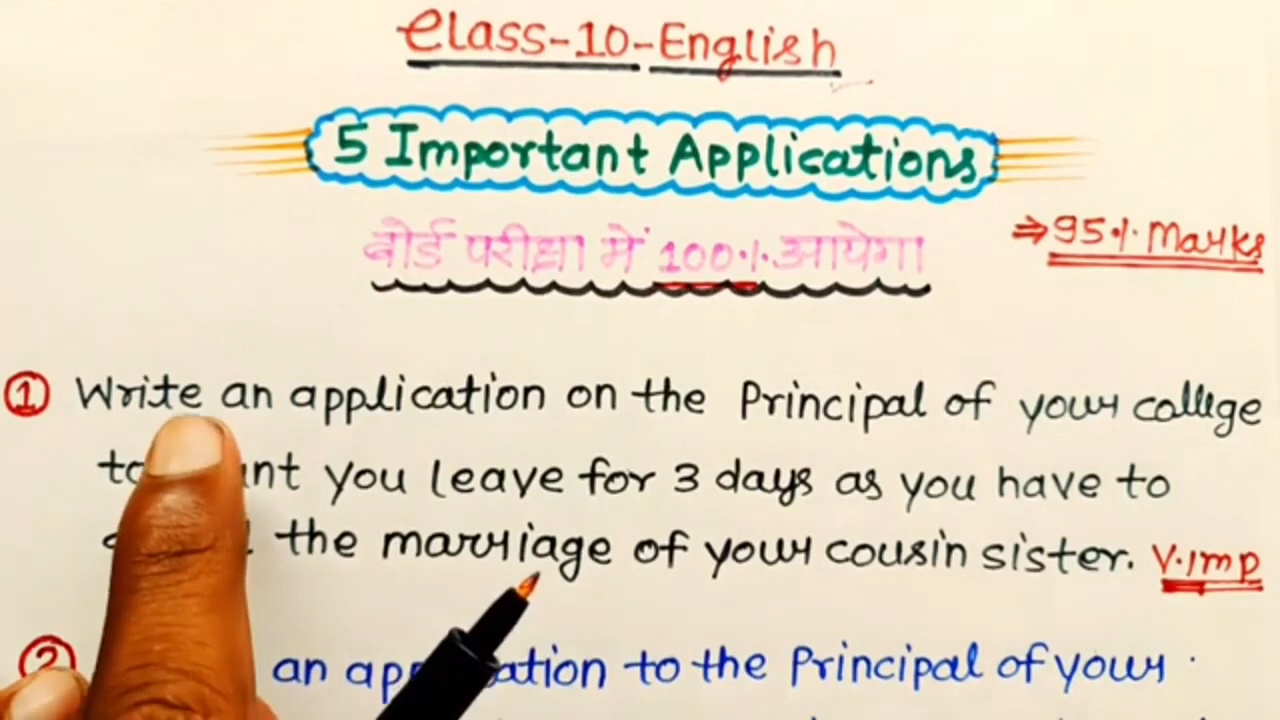 Class-10-English
5 Important Applications
बोर्ड परीक्षा में 100% आयेगा
⇒95% Marks
① Write an application on the Principal of your college
you leave for 3 days as you have to
the marriage of your cousin sister. V.imp
② an application to the Principal of your